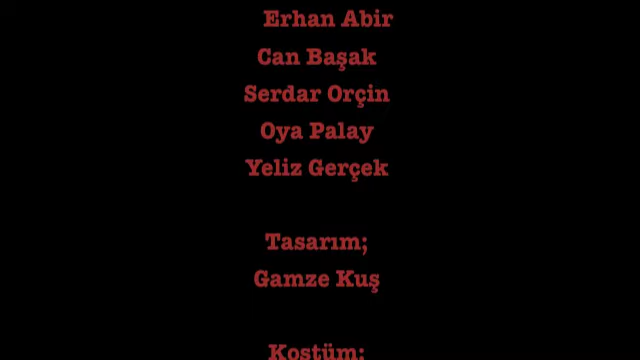 Erhan Abir
Can Başak
Serdar Orçin
Oya Palay
Yeliz Gerçek
Tasarım;
Gamze Kuş
Kostüm;